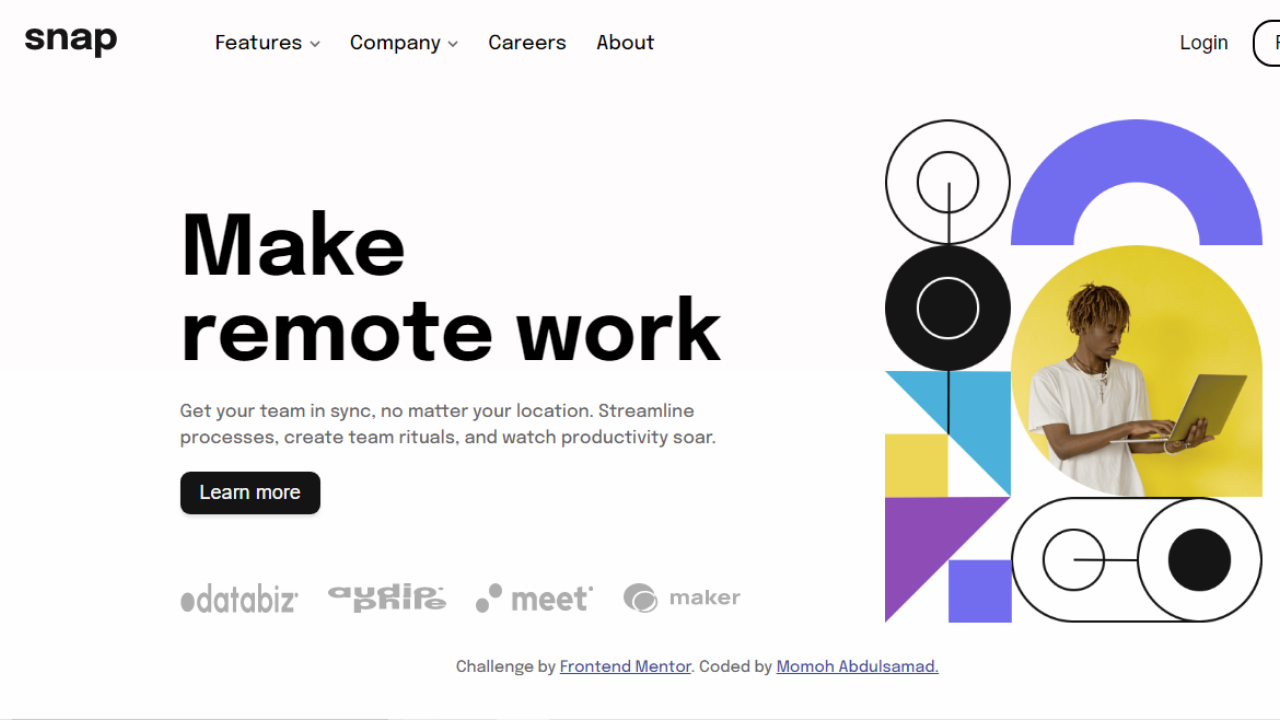 snap
Features
Company
Careers
About
Login
Make
remote work
Get your team in sync, no matter your location. Streamline
processes, create team rituals, and watch productivity soar.
Learn more
databiz
audiophile
meet
maker
Challenge by Frontend Mentor. Coded by Momoh Abdulsamad.